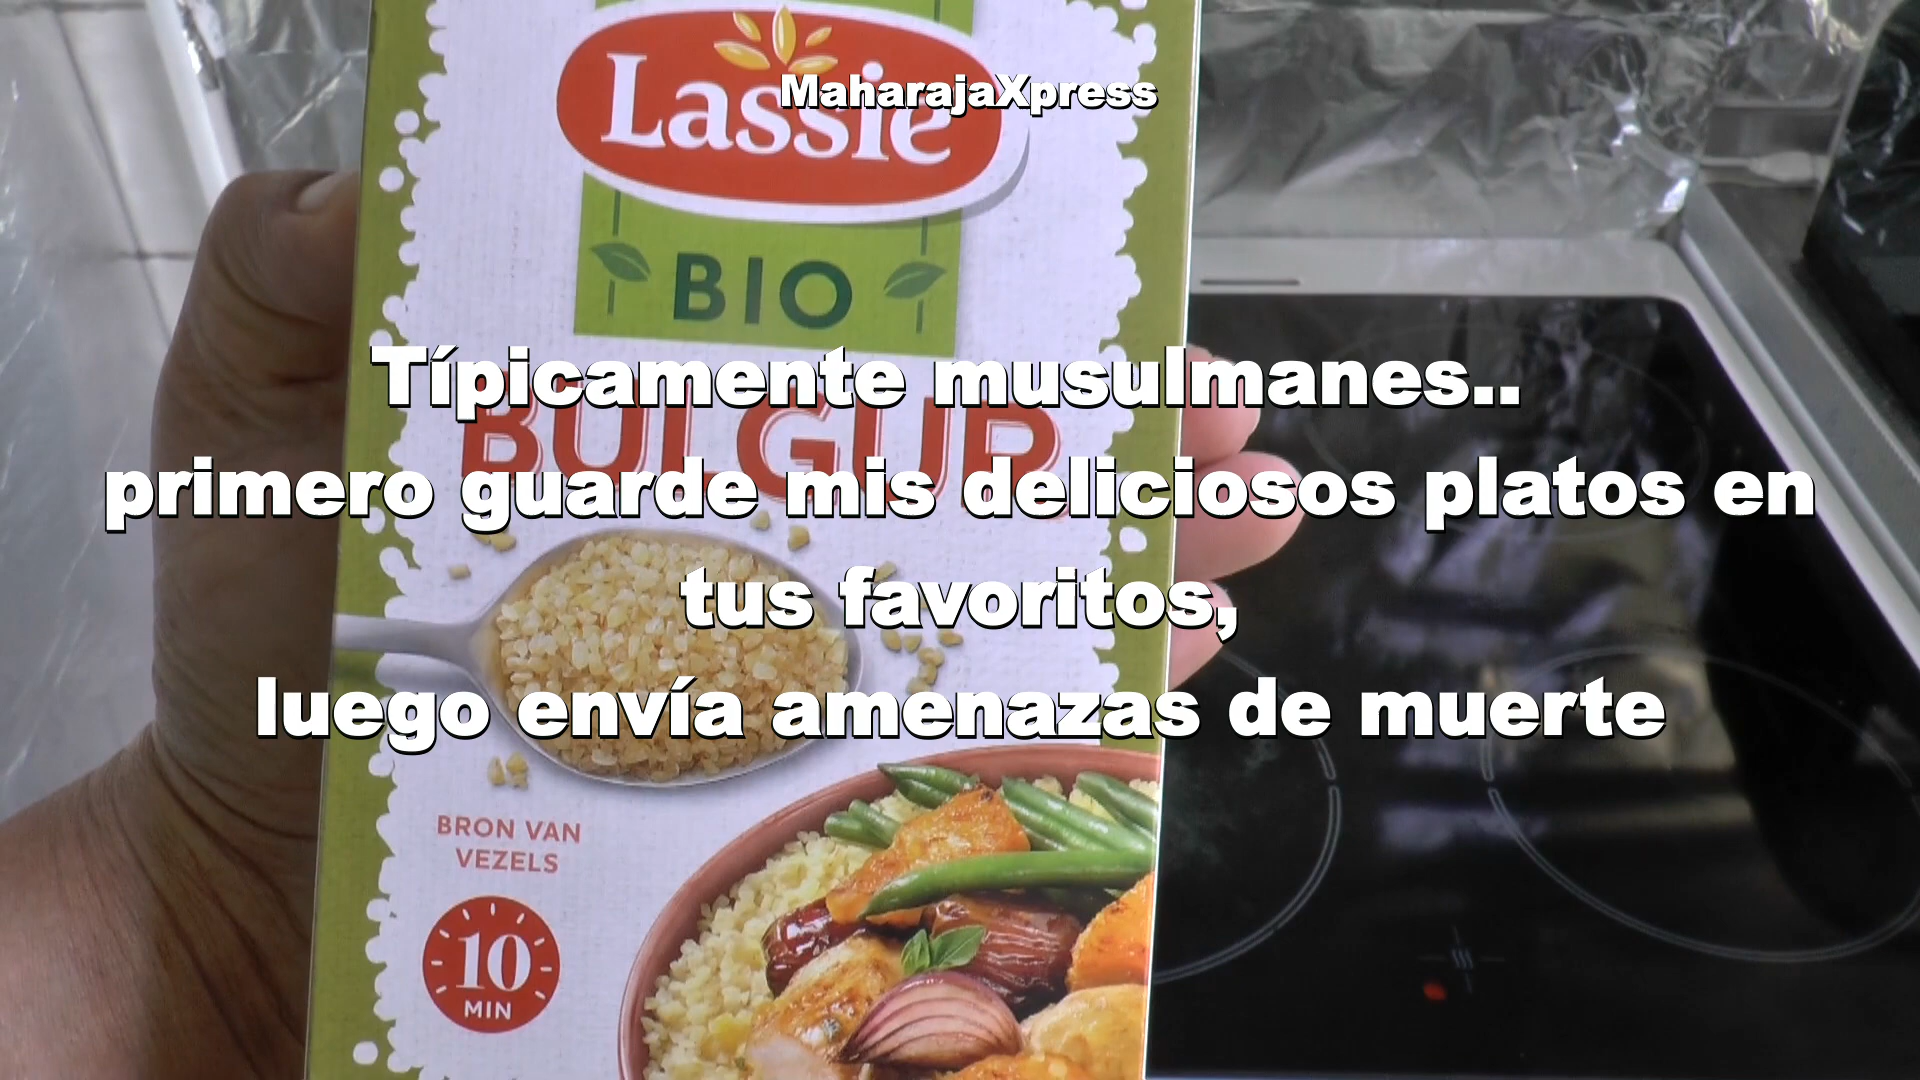 Lassie
MaharajaXpress
BIO
Típicamente musulmanes..
BULGUR
primero guarde mis deliciosos platos en
tus favoritos,
luego envía amenazas de muerte
BRON VAN
VEZELS
10
MIN